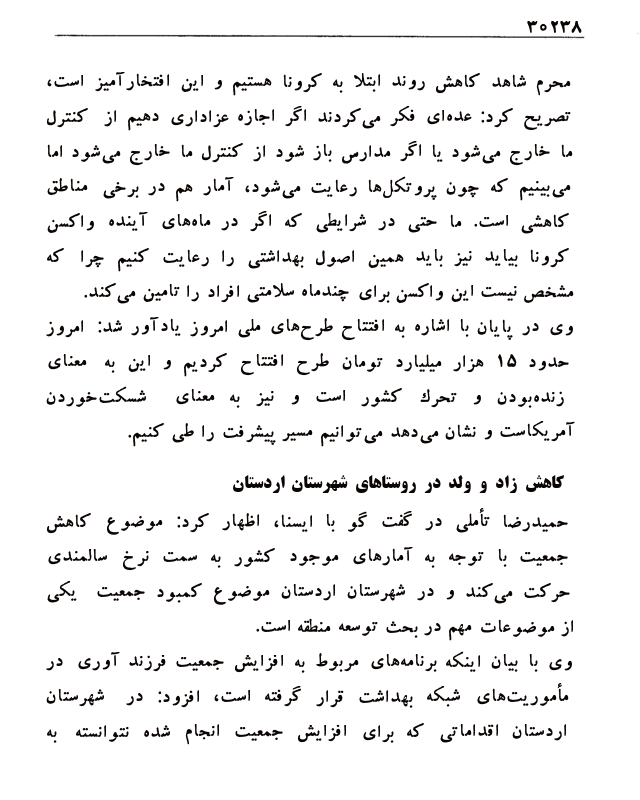 ۳۰۲۳۸
محرم شاهد کاهش روند ابتلا به کرونا هستیم و این افتخارآمیز است،
تصریح کرد: عده‌ای فکر می‌کردند اگر اجازه عزاداری دهیم از کنترل
ما خارج می‌شود یا اگر مدارس باز شود از کنترل ما خارج می‌شود اما
می‌بینیم که چون پروتکل‌ها رعایت می‌شود، آمار هم در برخی مناطق
کاهشی است. ما حتی در شرایطی که اگر در ماه‌های آینده واکسن
کرونا بیاید نیز باید همین اصول بهداشتی را رعایت کنیم چرا که
مشخص نیست این واکسن برای چندماه سلامتی افراد را تامین می‌کند.
وی در پایان با اشاره به افتتاح طرح‌های ملی امروز یادآور شد: امروز
حدود ۱۵ هزار میلیارد تومان طرح افتتاح کردیم و این به معنای
زنده‌بودن و تحرك کشور است و نیز به معنای شسکت‌خوردن
آمریکاست و نشان می‌دهد می‌توانیم مسیر پیشرفت را طی کنیم.
کاهش زاد و ولد در روستاهای شهرستان اردستان
حمیدرضا تأملی در گفت گو با ایسنا، اظهار کرد: موضوع کاهش
جمعیت با توجه به آمارهای موجود کشور به سمت نرخ سالمندی
حرکت می‌کند و در شهرستان اردستان موضوع کمبود جمعیت یکی
از موضوعات مهم در بحث توسعه منطقه است.
وی با بیان اینکه برنامه‌های مربوط به افزایش جمعیت فرزند آوری در
مأموریت‌های شبکه بهداشت قرار گرفته است، افزود: در شهرستان
اردستان اقداماتی که برای افزایش جمعیت انجام شده نتوانسته به